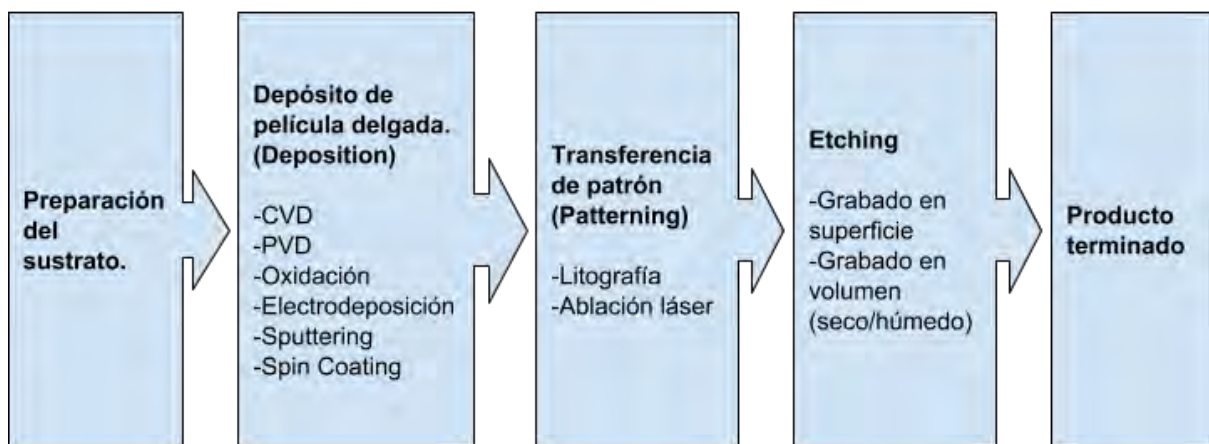 Preparación
del
sustrato.
Depósito de
película delgada.
(Deposition)
-CVD
-PVD
-Oxidación
-Electrodeposición
-Sputtering
-Spin Coating
Transferencia
de patrón
(Patterning)
-Litografía
-Ablación láser
Etching
-Grabado en
superficie
-Grabado en
volumen
(seco/húmedo)
Producto
terminado